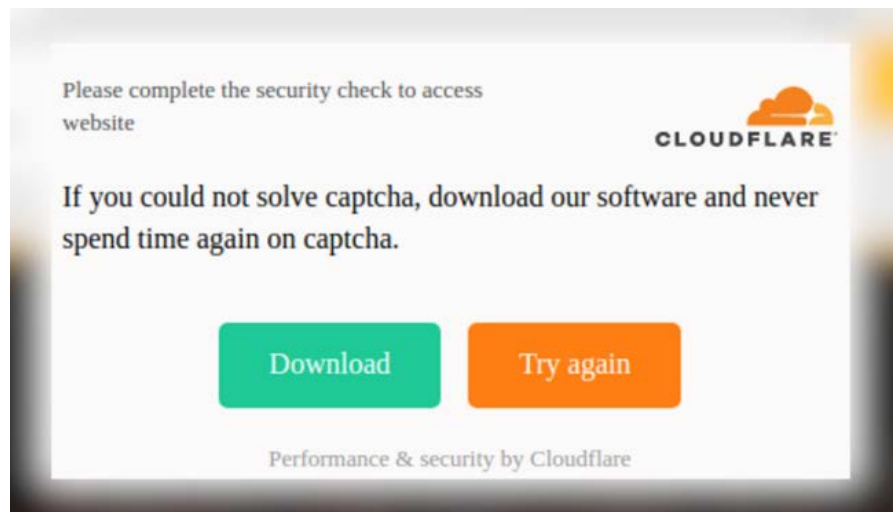 Please complete the security check to access
website
CLOUDFLARE
If you could not solve captcha, download our software and never
spend time again on captcha.
Download
Try again
Performance & security by Cloudflare